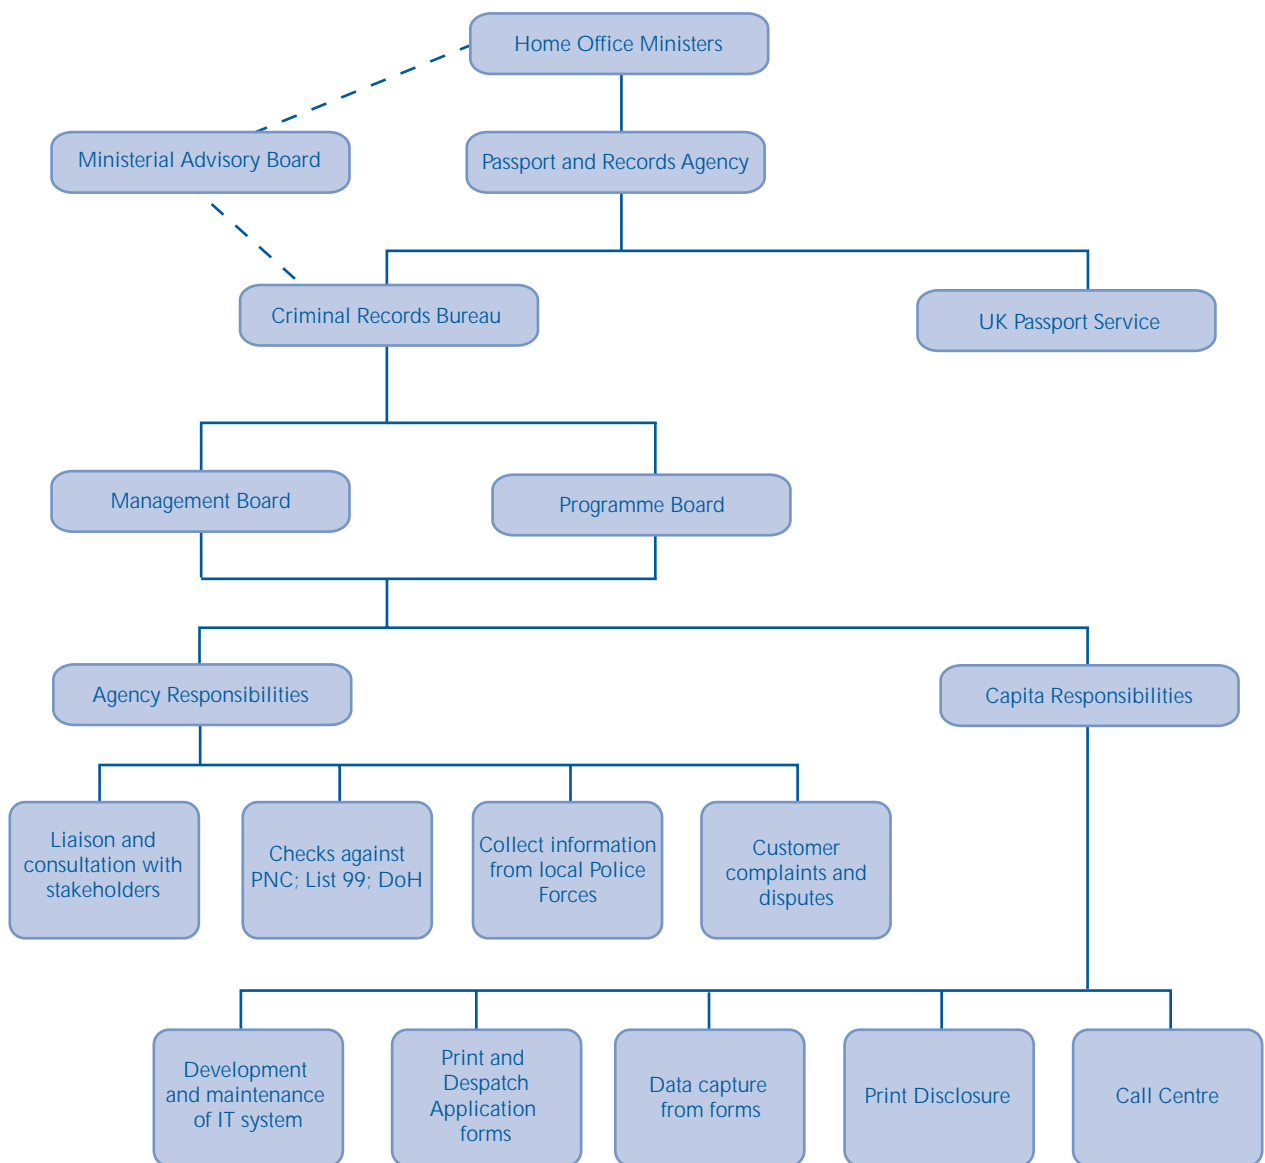 Home Office Ministers
Ministerial Advisory Board
Passport and Records Agency
Criminal Records Bureau
UK Passport Service
Management Board
Programme Board
Agency Responsibilities
Capita Responsibilities
Liaison and
consultation with
stakeholders
Checks against
PNC; List 99; DoH
Collect information
from local Police
Forces
Customer
complaints and
disputes
Development
and maintenance
of IT system
Print and
Despatch
Application
forms
Data capture
from forms
Print Disclosure
Call Centre